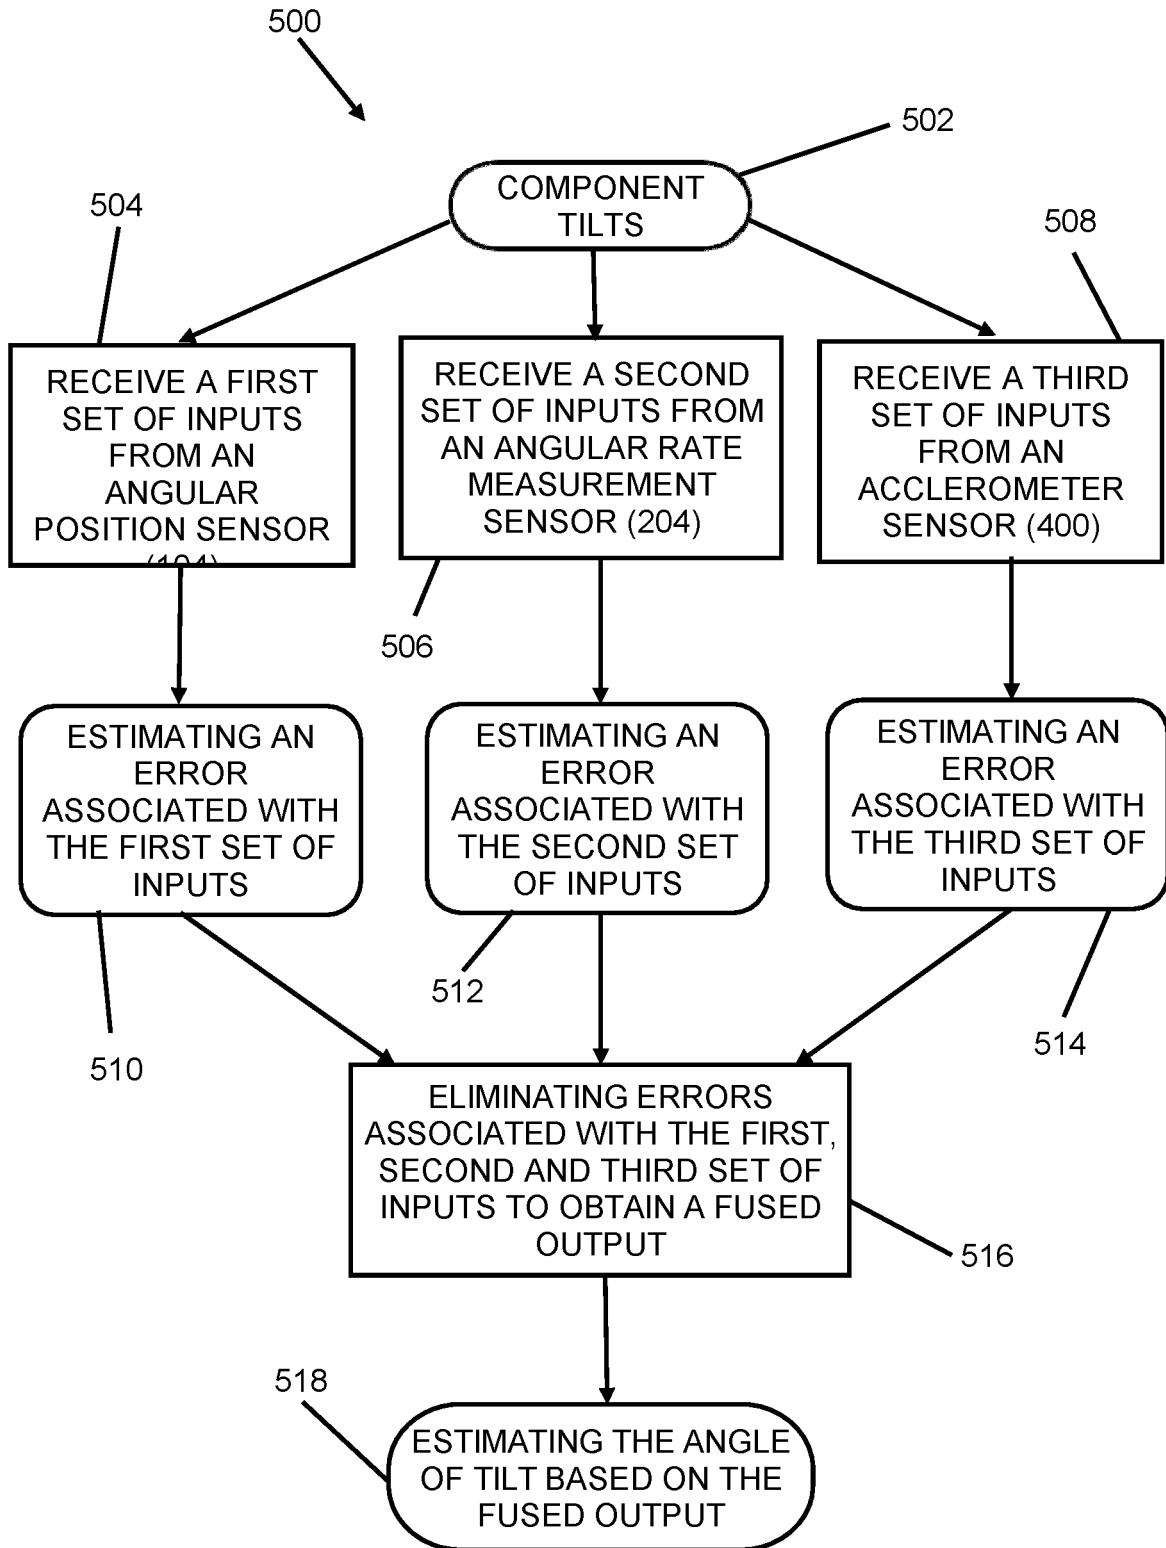 500
502
COMPONENT
TILTS
504
508
RECEIVE A FIRST
SET OF INPUTS
FROM AN
ANGULAR
POSITION SENSOR
(104)
RECEIVE A SECOND
SET OF INPUTS FROM
AN ANGULAR RATE
MEASUREMENT
SENSOR (204)
RECEIVE A THIRD
SET OF INPUTS
FROM AN
ACCLEROMETER
SENSOR (400)
506
ESTIMATING AN
ERROR
ASSOCIATED WITH
THE FIRST SET OF
INPUTS
ESTIMATING AN
ERROR
ASSOCIATED WITH
THE SECOND SET
OF INPUTS
ESTIMATING AN
ERROR
ASSOCIATED WITH
THE THIRD SET OF
INPUTS
510
512
514
ELIMINATING ERRORS
ASSOCIATED WITH THE FIRST,
SECOND AND THIRD SET OF
INPUTS TO OBTAIN A FUSED
OUTPUT
516
518
ESTIMATING THE ANGLE
OF TILT BASED ON THE
FUSED OUTPUT